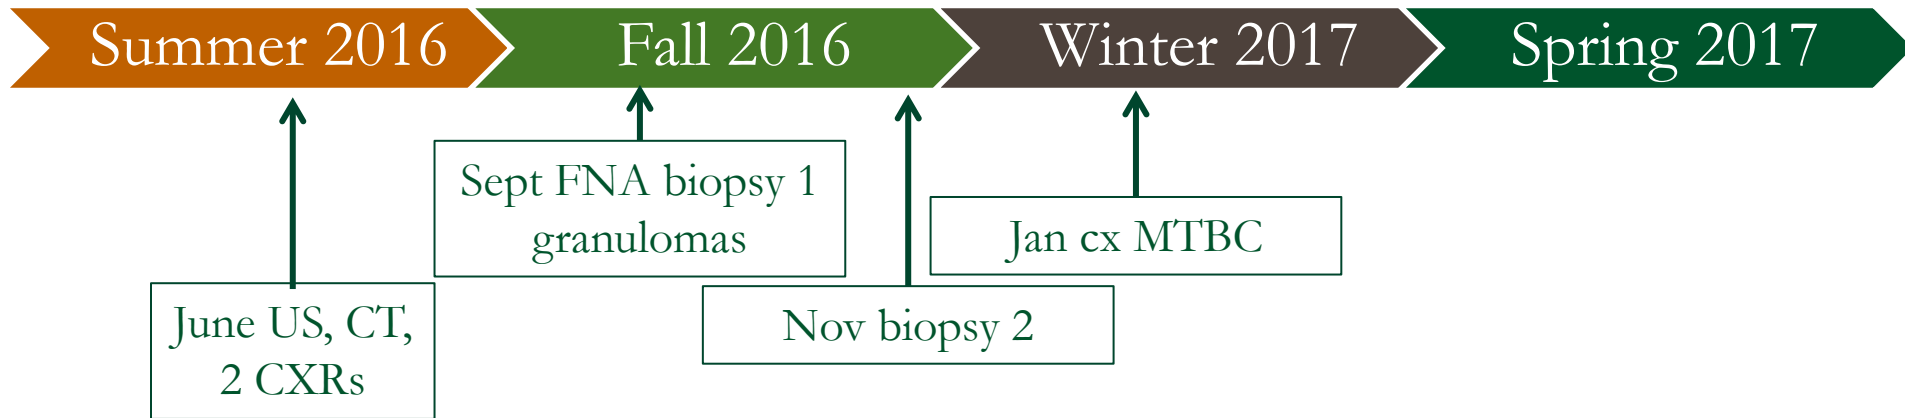 Summer 2016
Fall 2016
Winter 2017
Spring 2017
Sept FNA biopsy 1
granulomas
Jan cx MTBC
June US, CT,
2 CXRs
Nov biopsy 2